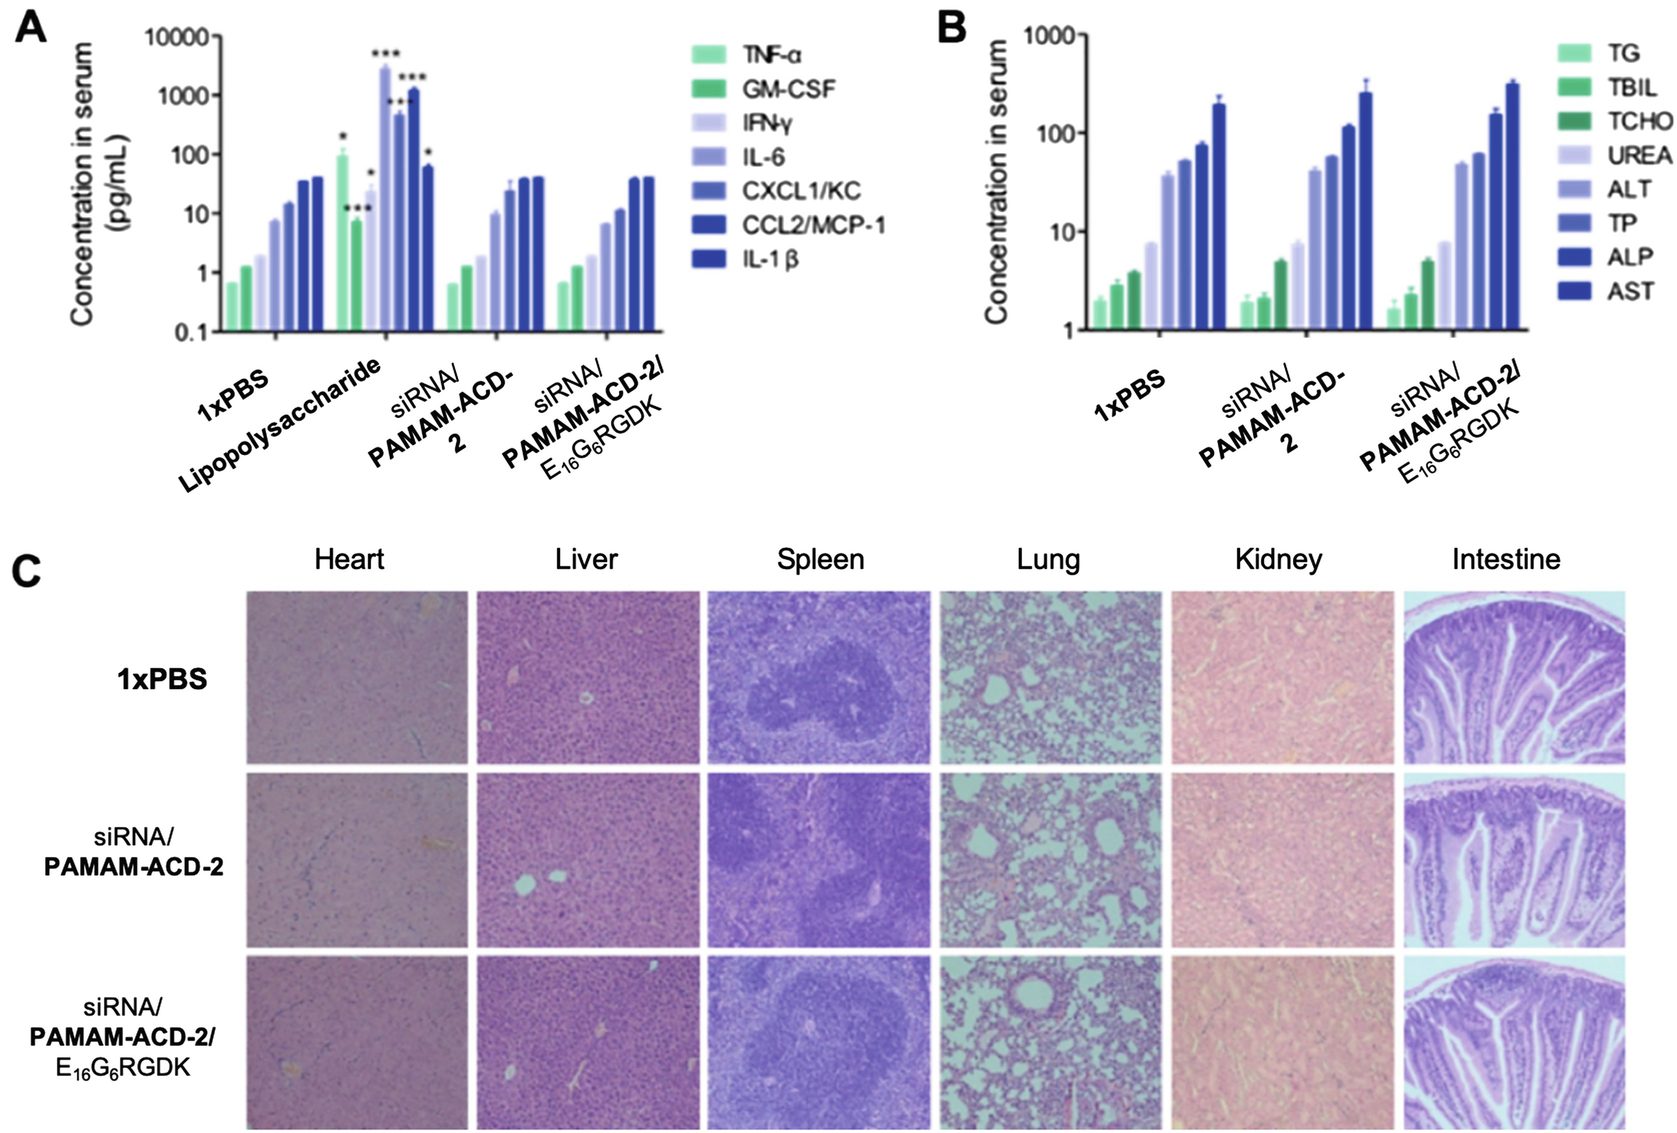 A
Concentration in serum
(pg/mL)
10000
1000
100
10
1
0.1
***
***
***
*
*
*
***
TNF-α
GM-CSF
IFN-γ
IL-6
CXCL1/KC
CCL2/MCP-1
IL-1 β
1xPBS
Lipopolysaccharide
siRNA/
PAMAM-ACD-
2
siRNA/
PAMAM-ACD-2/
E₁₆G₆RGDK
B
Concentration in serum
1000
100
10
1
TG
TBIL
TCHO
UREA
ALT
TP
ALP
AST
1xPBS
siRNA/
PAMAM-ACD-
2
siRNA/
PAMAM-ACD-2/
E₁₆G₆RGDK
C
Heart Liver Spleen Lung Kidney Intestine
1xPBS
siRNA/
PAMAM-ACD-2
siRNA/
PAMAM-ACD-2/
E₁₆G₆RGDK